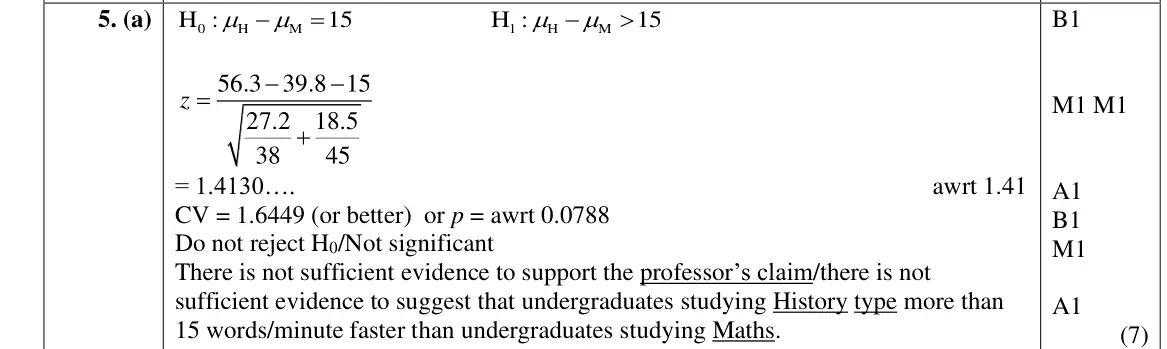 5. (a) H₀ : μ_H − μ_M = 15 H₁ : μ_H − μ_M > 15 B1
z = (56.3 − 39.8 − 15) / √(27.2/38 + 18.5/45) M1 M1
= 1.4130…. awrt 1.41 A1
CV = 1.6449 (or better) or p = awrt 0.0788 B1
Do not reject H₀/Not significant M1
There is not sufficient evidence to support the professor’s claim/there is not
sufficient evidence to suggest that undergraduates studying History type more than A1
15 words/minute faster than undergraduates studying Maths.
(7)